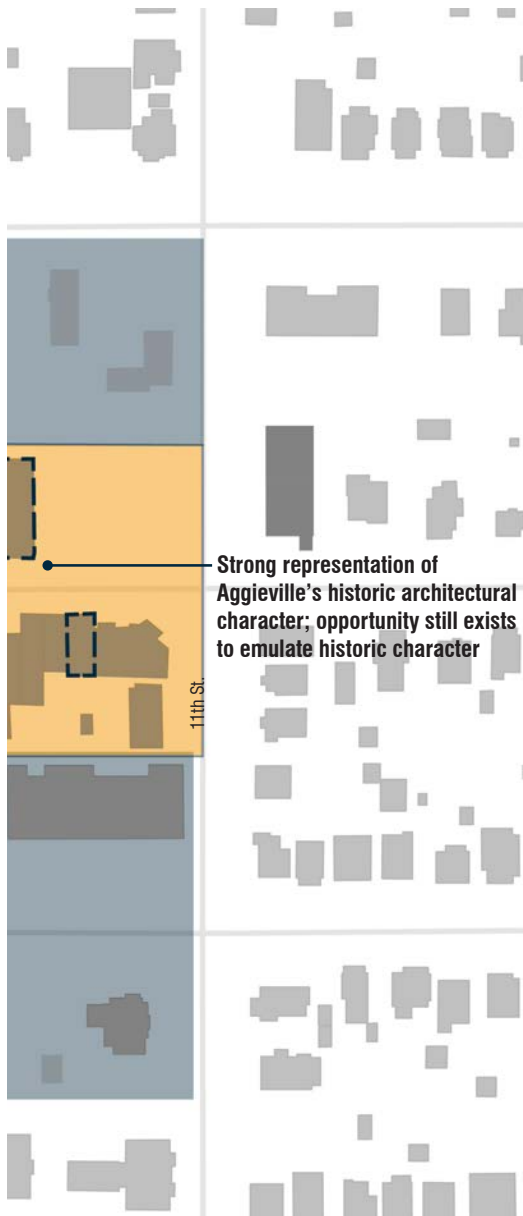 Strong representation of
Aggieville’s historic architectural
character; opportunity still exists
to emulate historic character
11th St.